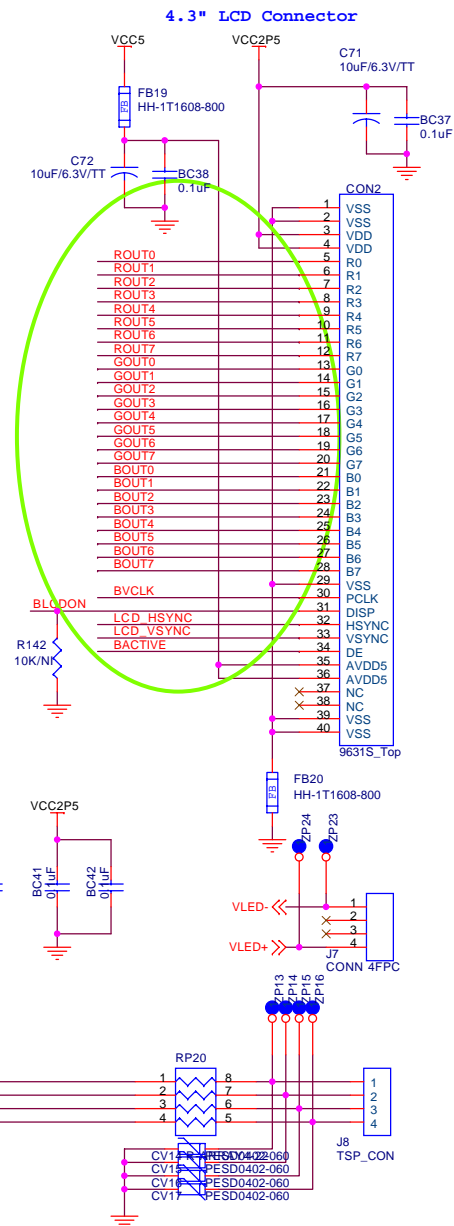 4.3" LCD Connector
VCC5
VCC2P5
C71
10uF/6.3V/TT
FB19
HH-1T1608-800
FB
BC37
0.1uF
C72
10uF/6.3V/TT
BC38
0.1uF
CON2
1 VSS
2 VSS
3 VDD
4 VDD
ROUT0 5 R0
ROUT1 6 R1
ROUT2 7 R2
ROUT3 8 R3
ROUT4 9 R4
ROUT5 10 R5
ROUT6 11 R6
ROUT7 12 R7
GOUT0 13 G0
GOUT1 14 G1
GOUT2 15 G2
GOUT3 16 G3
GOUT4 17 G4
GOUT5 18 G5
GOUT6 19 G6
GOUT7 20 G7
BOUT0 21 B0
BOUT1 22 B1
BOUT2 23 B2
BOUT3 24 B3
BOUT4 25 B4
BOUT5 26 B5
BOUT6 27 B6
BOUT7 28 B7
29 VSS
BVCLK 30 PCLK
BLCDON 31 DISP
LCD_HSYNC 32 HSYNC
LCD_VSYNC 33 VSYNC
BACTIVE 34 DE
35 AVDD5
36 AVDD5
37 NC
38 NC
39 VSS
40 VSS
9631S_Top
R142
10K/NI
FB20
HH-1T1608-800
FB
VCC2P5
BC41
0.1uF
BC42
0.1uF
ZP24
ZP23
VLED-
VLED+
1
2
3
4
J7
CONN 4FPC
ZP13
ZP14
ZP15
ZP16
RP20
1 8
2 7
3 6
4 5
1
2
3
4
J8
TSP_CON
CV14
CV15 PESD0402-060
CV16 PESD0402-060
CV17 PESD0402-060